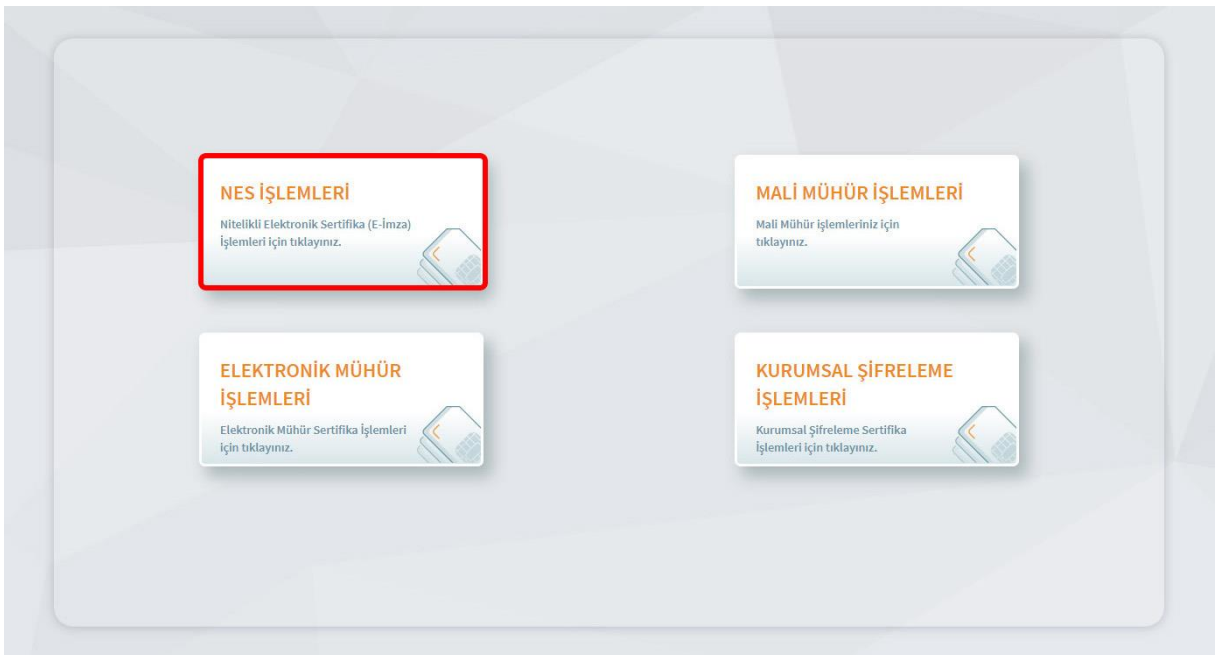 NES İŞLEMLERİ
Nitelikli Elektronik Sertifika (E-İmza)
İşlemleri için tıklayınız.
MALİ MÜHÜR İŞLEMLERİ
Mali Mühür işlemleriniz için
tıklayınız.
ELEKTRONİK MÜHÜR
İŞLEMLERİ
Elektronik Mühür Sertifika İşlemleri
için tıklayınız.
KURUMSAL ŞİFRELEME
İŞLEMLERİ
Kurumsal Şifreleme Sertifika
İşlemleri için tıklayınız.